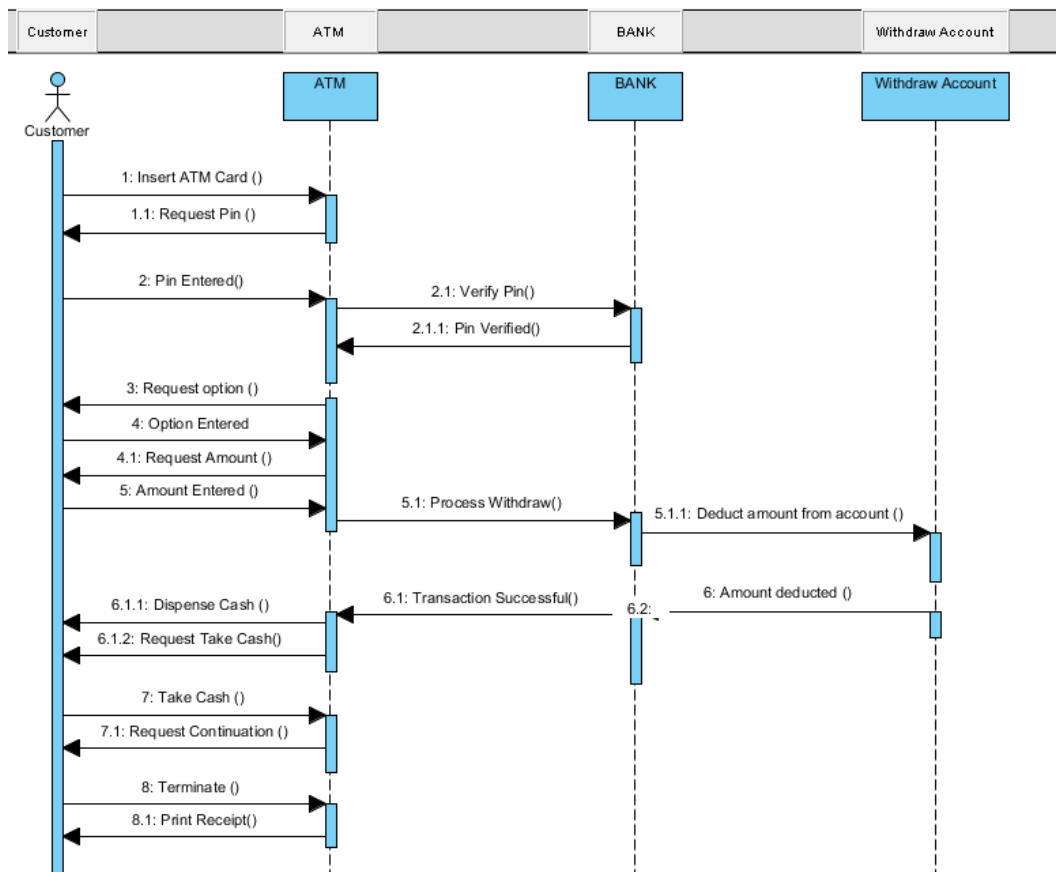 Customer
ATM
BANK
Withdraw Account
ATM
BANK
Withdraw Account
Customer
1: Insert ATM Card ()
1.1: Request Pin ()
2: Pin Entered()
2.1: Verify Pin()
2.1.1: Pin Verified()
3: Request option ()
4: Option Entered
4.1: Request Amount ()
5: Amount Entered ()
5.1: Process Withdraw()
5.1.1: Deduct amount from account ()
6: Amount deducted ()
6.1: Transaction Successful()
6.2:
6.1.1: Dispense Cash ()
6.1.2: Request Take Cash()
7: Take Cash ()
7.1: Request Continuation ()
8: Terminate ()
8.1: Print Receipt()